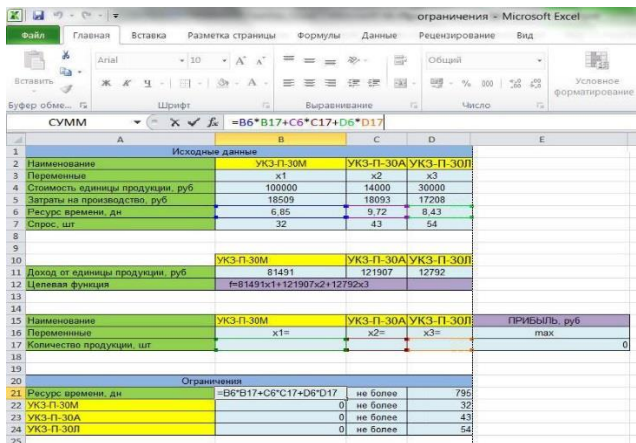 ограничения - Microsoft Excel
Файл Главная Вставка Разметка страницы Формулы Данные Рецензирование Вид
Вставить
Arial 10
Ж К Ч
Общий
% 000
Условное форматирование
Буфер обме... Шрифт Выравнивание Число
СУММ =B6*B17+C6*C17+D6*D17
A B C D E
1 Исходные данные
2 Наименование УКЗ-П-30М УКЗ-П-30А УКЗ-П-30Л
3 Переменные x1 x2 x3
4 Стоимость единицы продукции, руб 100000 14000 30000
5 Затраты на производство, руб 18509 18093 17208
6 Ресурс времени, дн 6,85 9,72 8,43
7 Спрос, шт 32 43 54
8
9
10 УКЗ-П-30М УКЗ-П-30А УКЗ-П-30Л
11 Доход от единицы продукции, руб 81491 121907 12792
12 Целевая функция f=81491x1+121907x2+12792x3
13
14
15 Наименование УКЗ-П-30М УКЗ-П-30А УКЗ-П-30Л ПРИБЫЛЬ, руб
16 Переменнные x1= x2= x3= max
17 Количество продукции, шт 0
18
19
20 Ограничения
21 Ресурс времени, дн =B6*B17+C6*C17+D6*D17 не более 795
22 УКЗ-П-30М 0 не более 32
23 УКЗ-П-30А 0 не более 43
24 УКЗ-П-30Л 0 не более 54
25